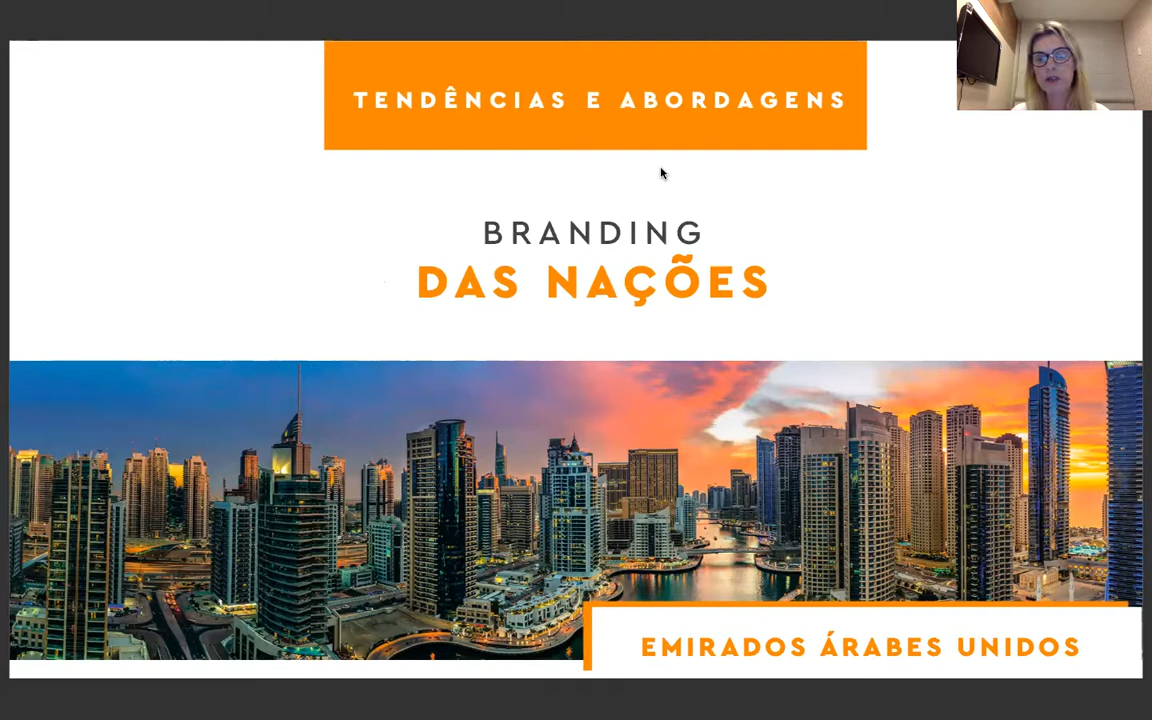 TENDÊNCIAS E ABORDAGENS
BRANDING
DAS NAÇÕES
EMIRADOS ÁRABES UNIDOS